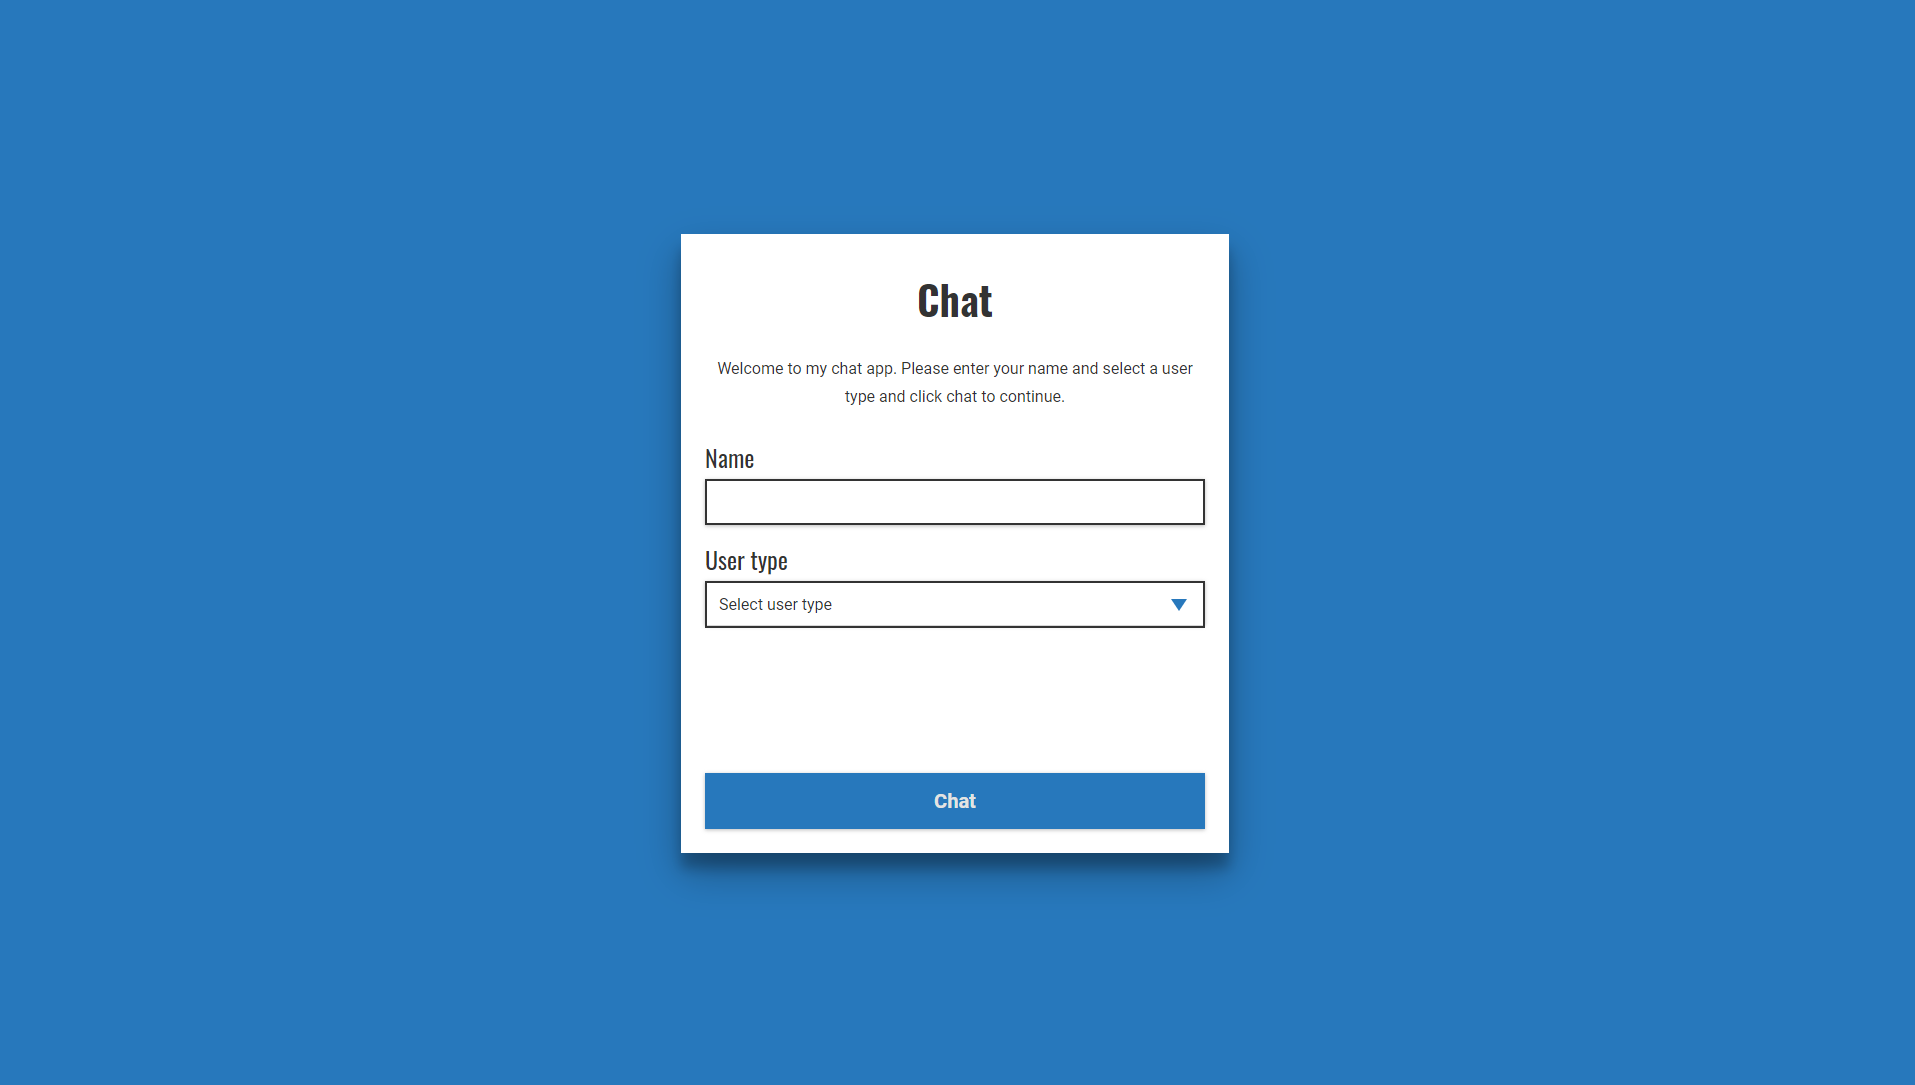 Chat
Welcome to my chat app. Please enter your name and select a user
type and click chat to continue.
Name
User type
Select user type
Chat